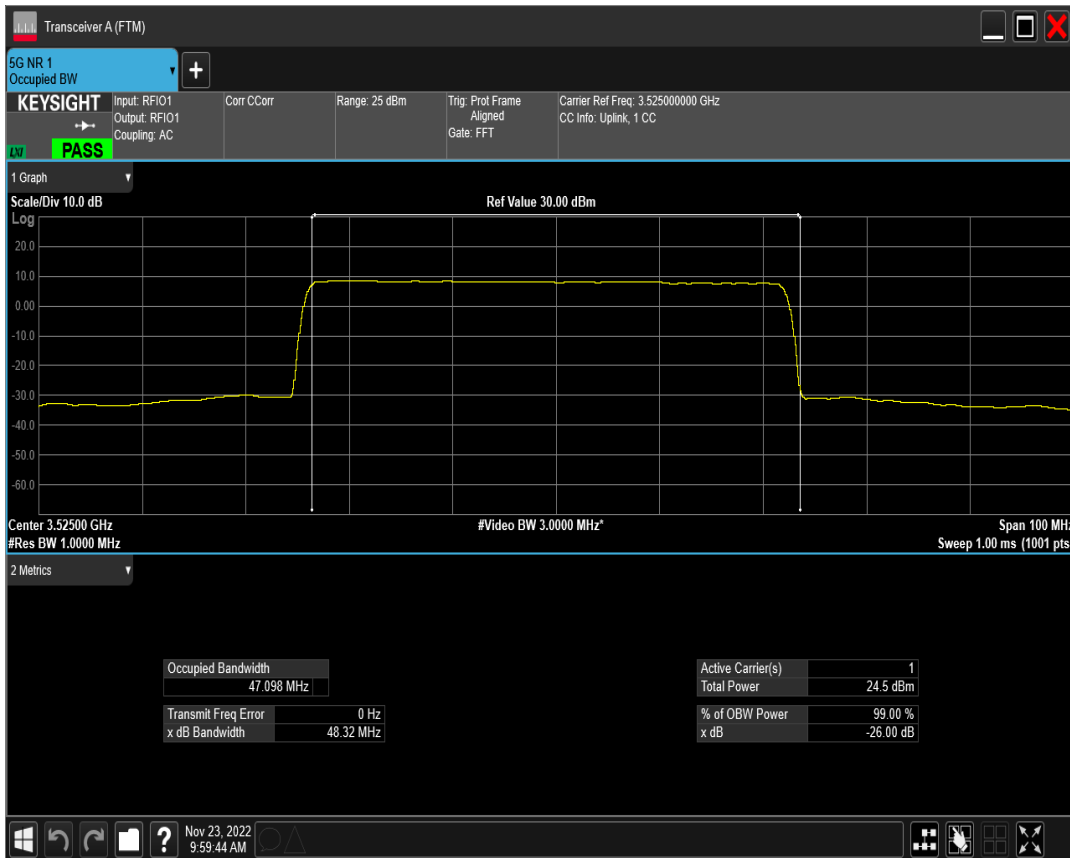 Transceiver A (FTM)
5G NR 1
Occupied BW
+
KEYSIGHT
LXI
PASS
Input: RFIO1
Output: RFIO1
Coupling: AC
Corr CCorr
Range: 25 dBm
Trig: Prot Frame
Aligned
Gate: FFT
Carrier Ref Freq: 3.525000000 GHz
CC Info: Uplink, 1 CC
1 Graph
Scale/Div 10.0 dB
Ref Value 30.00 dBm
Log
20.0
10.0
0.00
-10.0
-20.0
-30.0
-40.0
-50.0
-60.0
Center 3.52500 GHz
#Video BW 3.0000 MHz*
Span 100 MHz
#Res BW 1.0000 MHz
Sweep 1.00 ms (1001 pts
2 Metrics
Occupied Bandwidth
47.098 MHz
Transmit Freq Error 0 Hz
x dB Bandwidth 48.32 MHz
Active Carrier(s) 1
Total Power 24.5 dBm
% of OBW Power 99.00 %
x dB -26.00 dB
?
Nov 23, 2022
9:59:44 AM